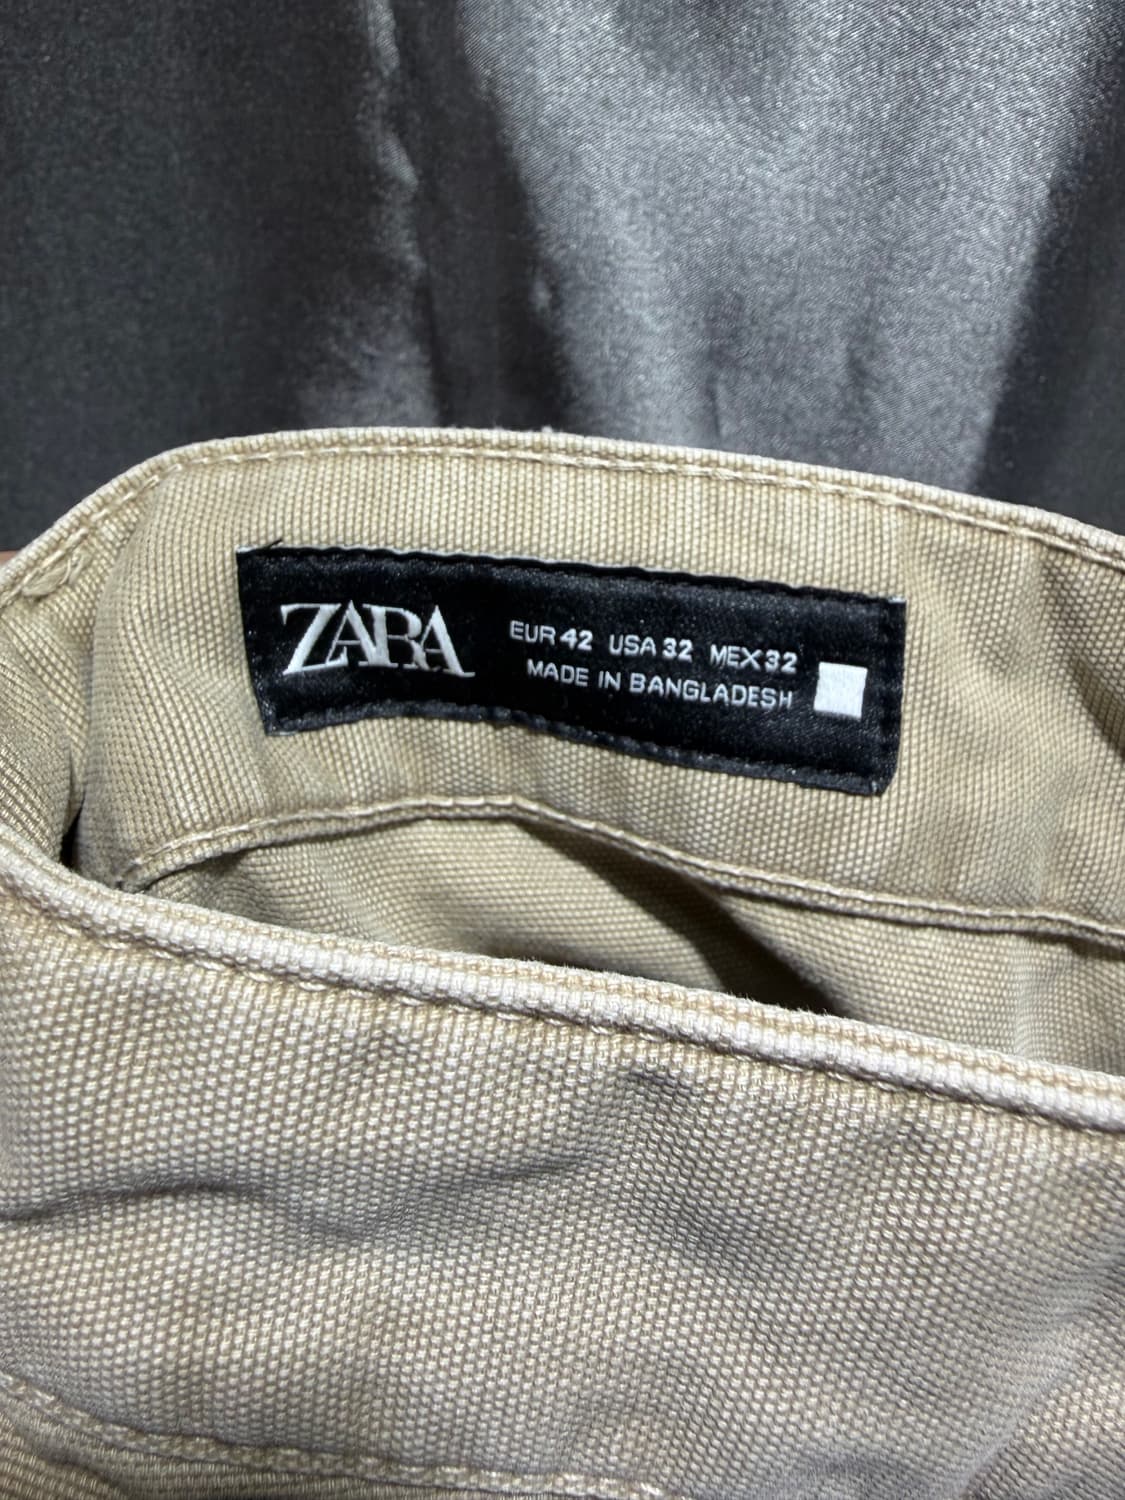 ZARA
EUR 42 USA 32 MEX 32
MADE IN BANGLADESH